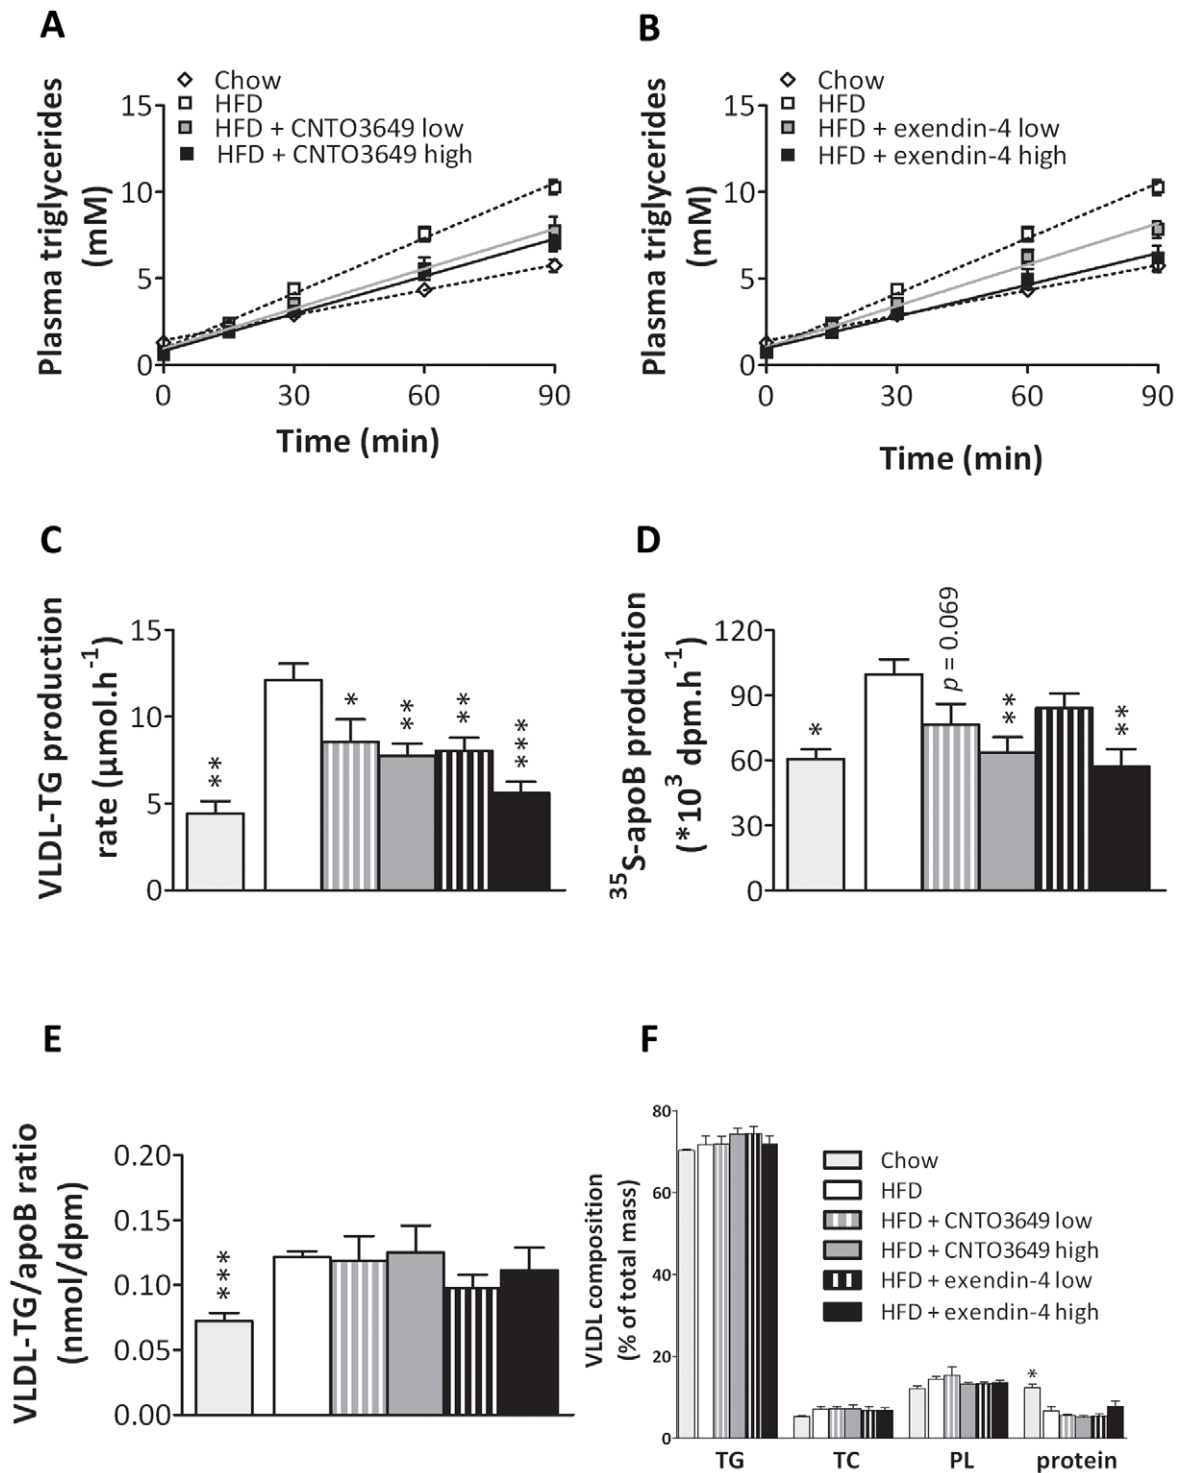 A
Chow
HFD
HFD + CNTO3649 low
HFD + CNTO3649 high
Plasma triglycerides
(mM)
15
10
5
0
0 30 60 90
Time (min)
B
Chow
HFD
HFD + exendin-4 low
HFD + exendin-4 high
Plasma triglycerides
(mM)
15
10
5
0
0 30 60 90
Time (min)
C
VLDL-TG production
rate (µmol.h⁻¹)
15
10
5
0
**
*
**
**
***
D
³⁵S-apoB production
(*10³ dpm.h⁻¹)
120
90
60
30
0
*
p = 0.069
**
**
E
VLDL-TG/apoB ratio
(nmol/dpm)
0.20
0.15
0.10
0.05
0.00
***
F
VLDL composition
(% of total mass)
80
60
40
20
0
*
TG TC PL protein
Chow
HFD
HFD + CNTO3649 low
HFD + CNTO3649 high
HFD + exendin-4 low
HFD + exendin-4 high